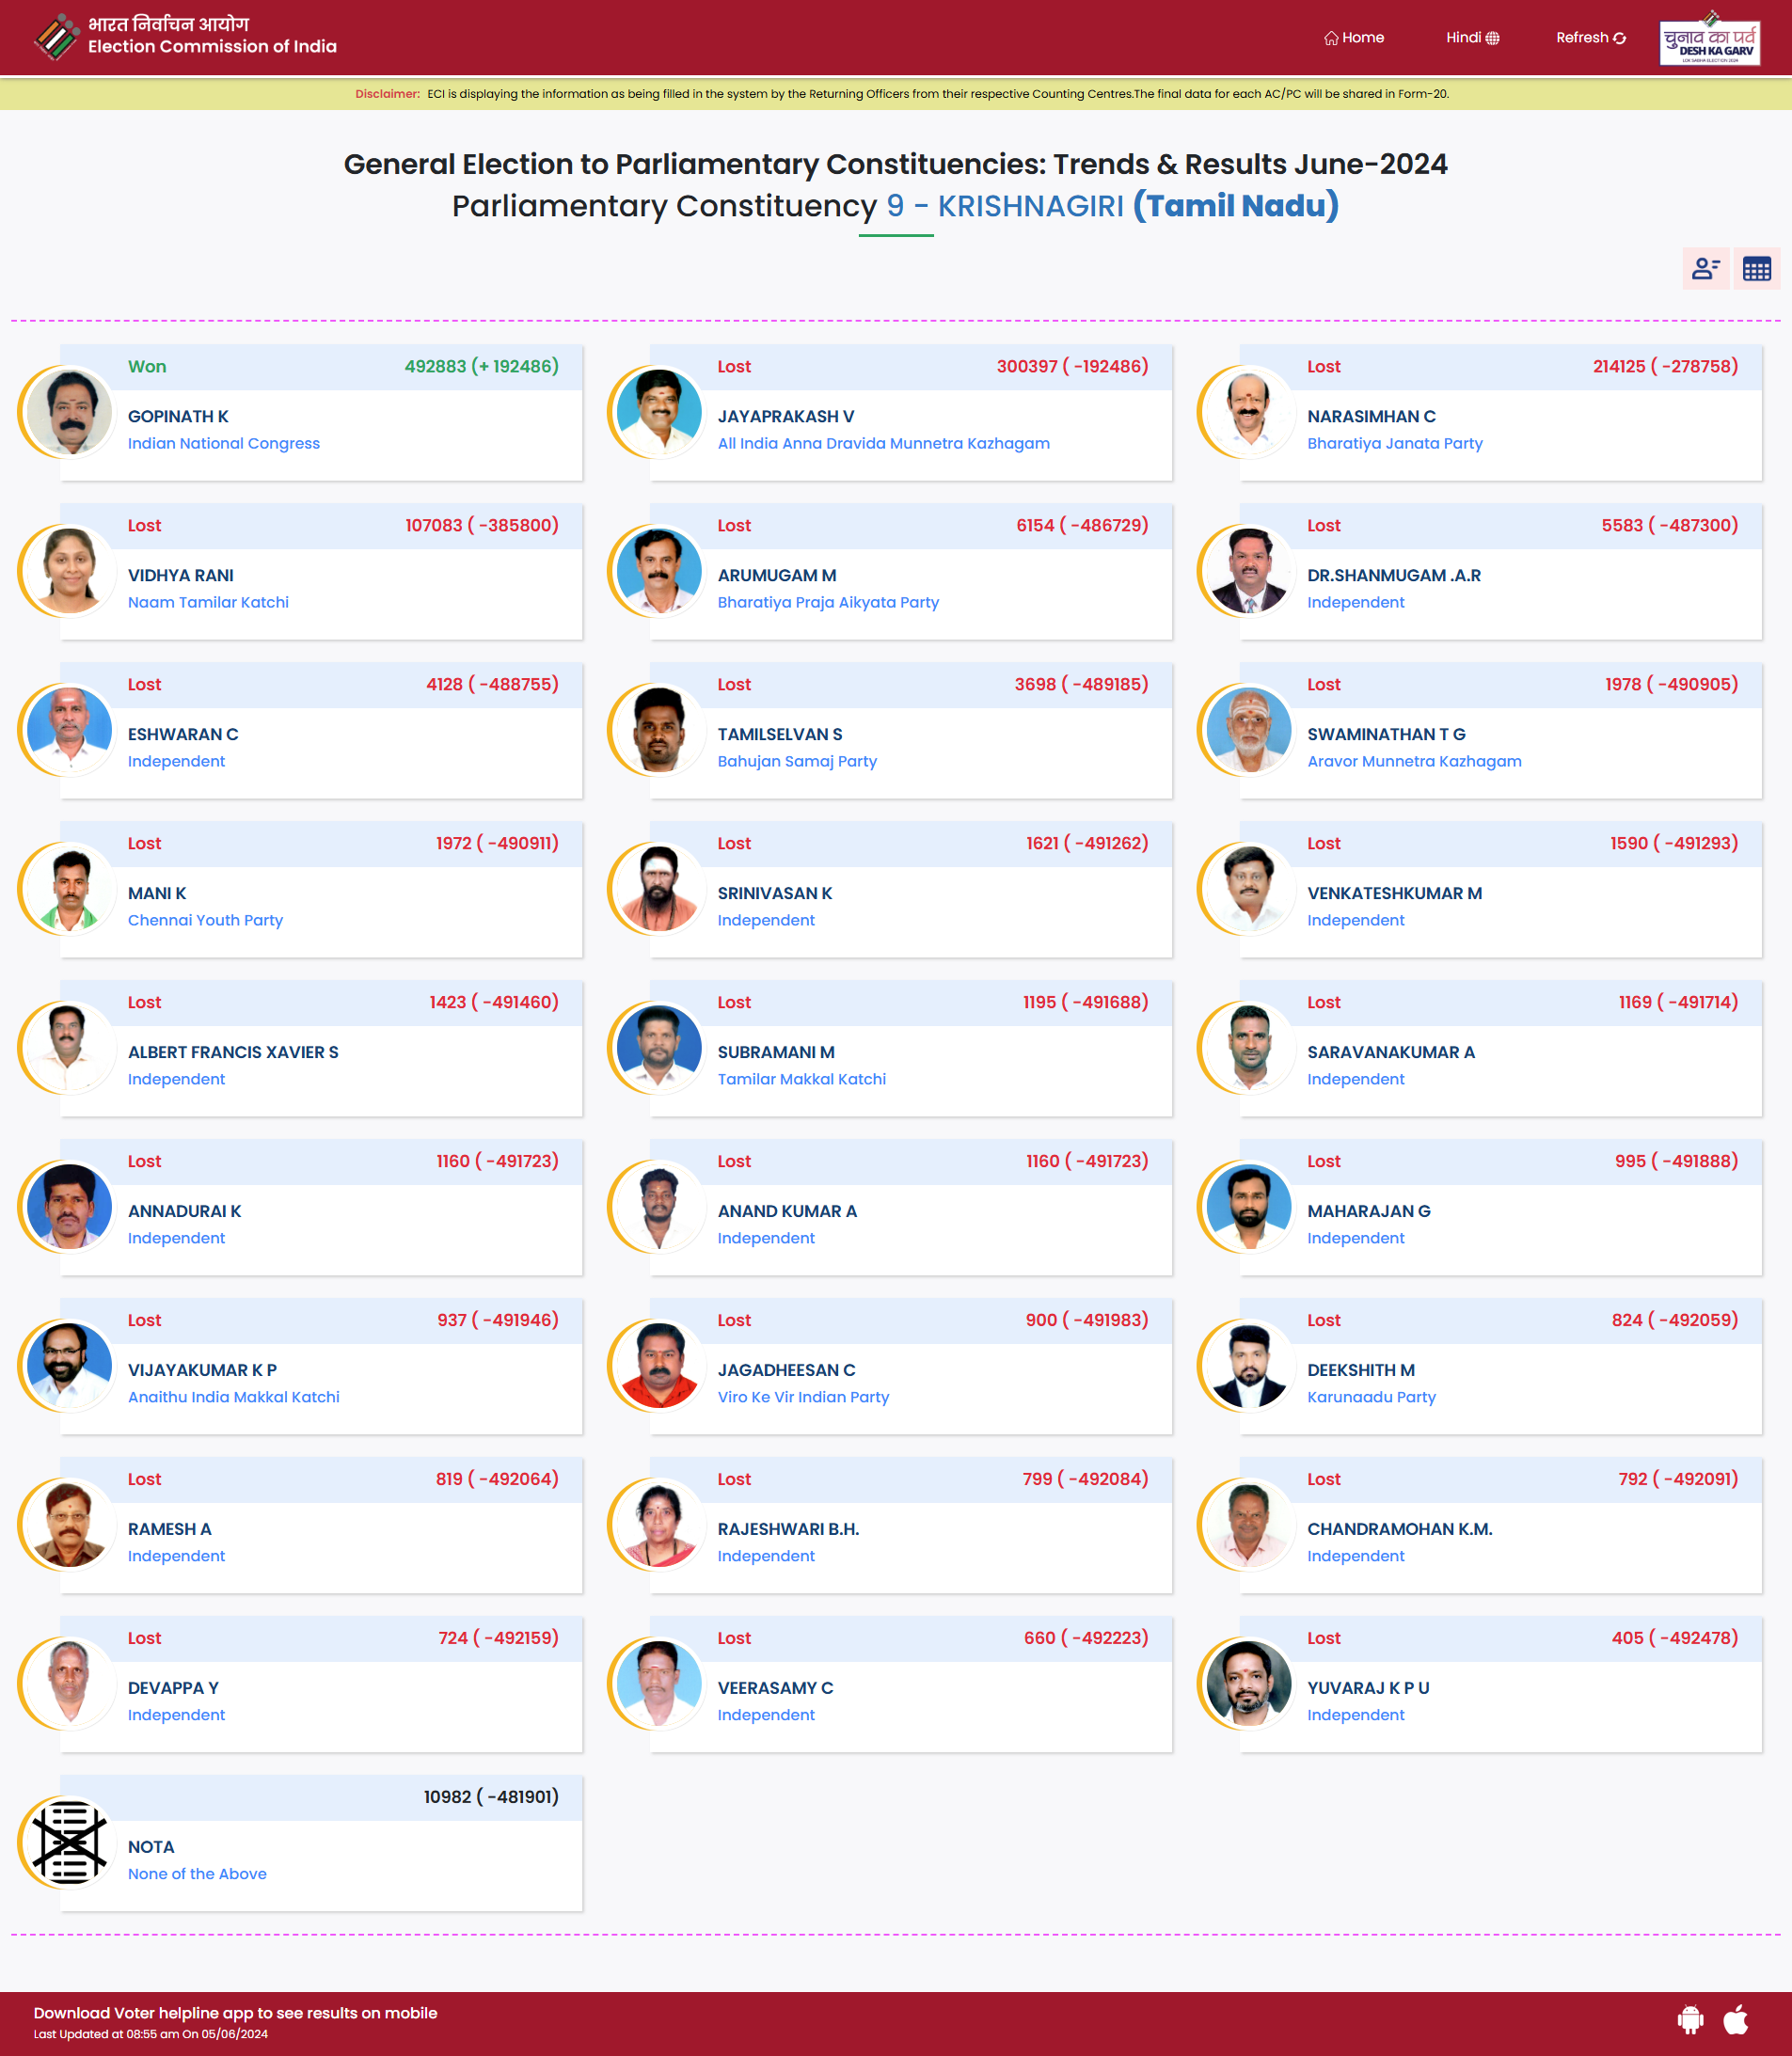 भारत निर्वाचन आयोग
Election Commission of India
Home
Hindi
Refresh
चुनाव का पर्व
DESH KA GARV
LOK SABHA ELECTION 2024
Disclaimer: ECI is displaying the information as being filled in the system by the Returning Officers from their respective Counting Centres.The final data for each AC/PC will be shared in Form-20.
General Election to Parliamentary Constituencies: Trends & Results June-2024
Parliamentary Constituency 9 - KRISHNAGIRI (Tamil Nadu)
Won 492883 (+ 192486)
GOPINATH K
Indian National Congress
Lost 300397 ( -192486)
JAYAPRAKASH V
All India Anna Dravida Munnetra Kazhagam
Lost 214125 ( -278758)
NARASIMHAN C
Bharatiya Janata Party
Lost 107083 ( -385800)
VIDHYA RANI
Naam Tamilar Katchi
Lost 6154 ( -486729)
ARUMUGAM M
Bharatiya Praja Aikyata Party
Lost 5583 ( -487300)
DR.SHANMUGAM .A.R
Independent
Lost 4128 ( -488755)
ESHWARAN C
Independent
Lost 3698 ( -489185)
TAMILSELVAN S
Bahujan Samaj Party
Lost 1978 ( -490905)
SWAMINATHAN T G
Aravor Munnetra Kazhagam
Lost 1972 ( -490911)
MANI K
Chennai Youth Party
Lost 1621 ( -491262)
SRINIVASAN K
Independent
Lost 1590 ( -491293)
VENKATESHKUMAR M
Independent
Lost 1423 ( -491460)
ALBERT FRANCIS XAVIER S
Independent
Lost 1195 ( -491688)
SUBRAMANI M
Tamilar Makkal Katchi
Lost 1169 ( -491714)
SARAVANAKUMAR A
Independent
Lost 1160 ( -491723)
ANNADURAI K
Independent
Lost 1160 ( -491723)
ANAND KUMAR A
Independent
Lost 995 ( -491888)
MAHARAJAN G
Independent
Lost 937 ( -491946)
VIJAYAKUMAR K P
Anaithu India Makkal Katchi
Lost 900 ( -491983)
JAGADHEESAN C
Viro Ke Vir Indian Party
Lost 824 ( -492059)
DEEKSHITH M
Karunaadu Party
Lost 819 ( -492064)
RAMESH A
Independent
Lost 799 ( -492084)
RAJESHWARI B.H.
Independent
Lost 792 ( -492091)
CHANDRAMOHAN K.M.
Independent
Lost 724 ( -492159)
DEVAPPA Y
Independent
Lost 660 ( -492223)
VEERASAMY C
Independent
Lost 405 ( -492478)
YUVARAJ K P U
Independent
10982 ( -481901)
NOTA
None of the Above
Download Voter helpline app to see results on mobile
Last Updated at 08:55 am On 05/06/2024